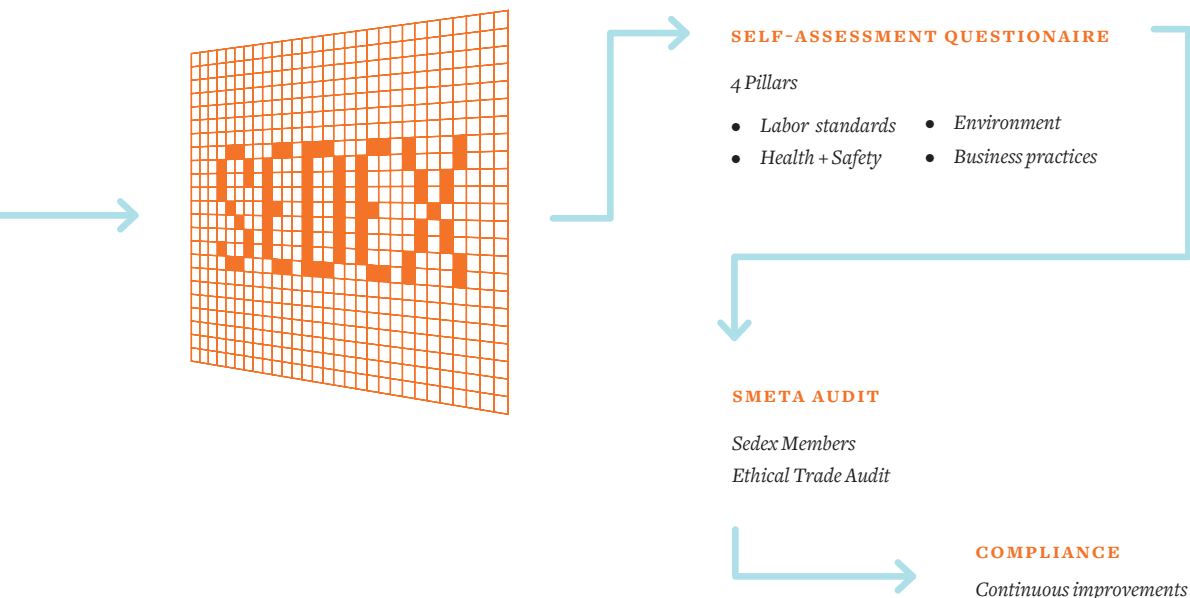 SEDEX
SELF-ASSESSMENT QUESTIONAIRE
4 Pillars
• Labor standards
• Health + Safety
• Environment
• Business practices
SMETA AUDIT
Sedex Members
Ethical Trade Audit
COMPLIANCE
Continuous improvements